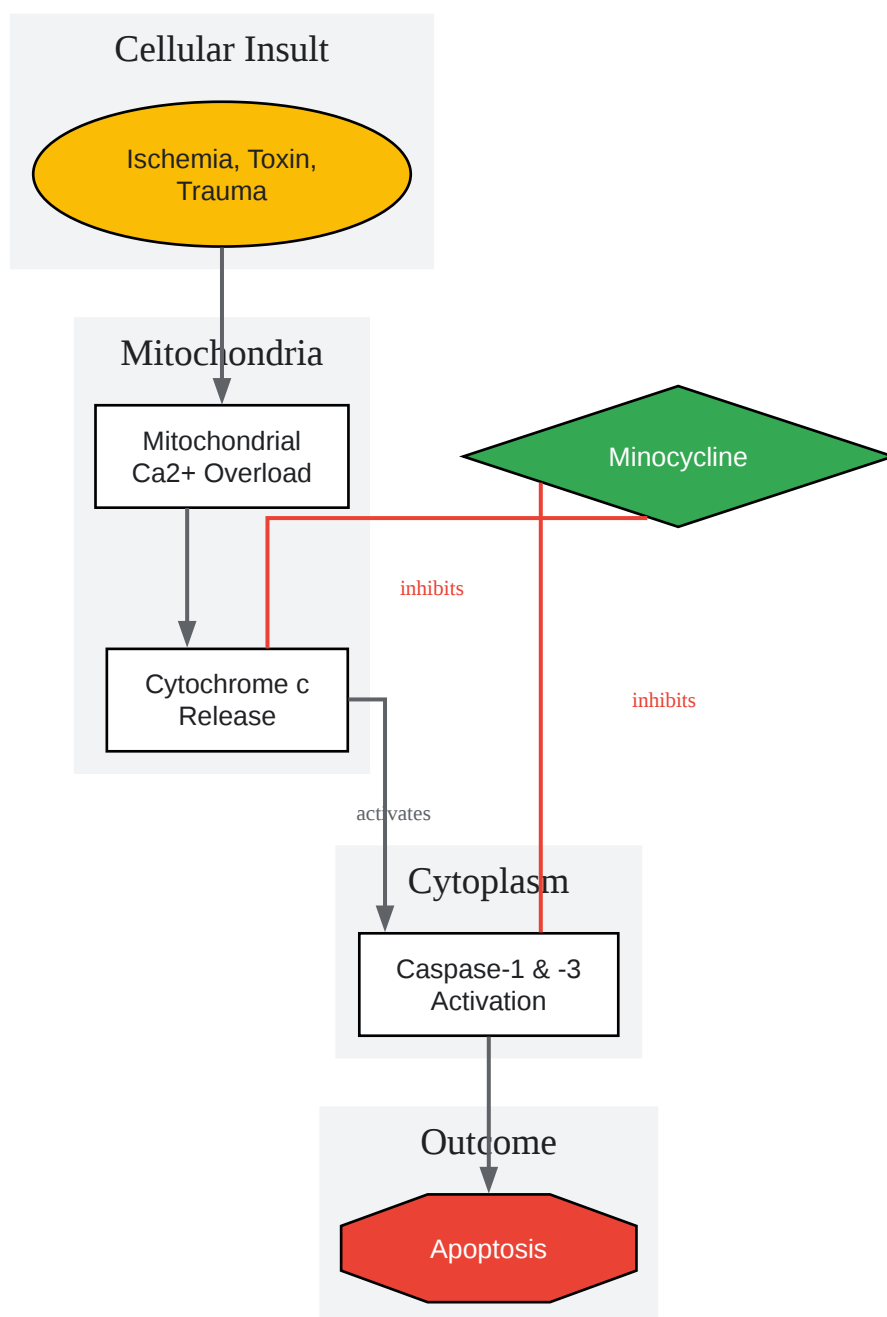 Cellular Insult
Ischemia, Toxin,
Trauma
Mitochondria
Mitochondrial
Ca2+ Overload
Minocycline
inhibits
Cytochrome c
Release
inhibits
activates
Cytoplasm
Caspase-1 & -3
Activation
Outcome
Apoptosis